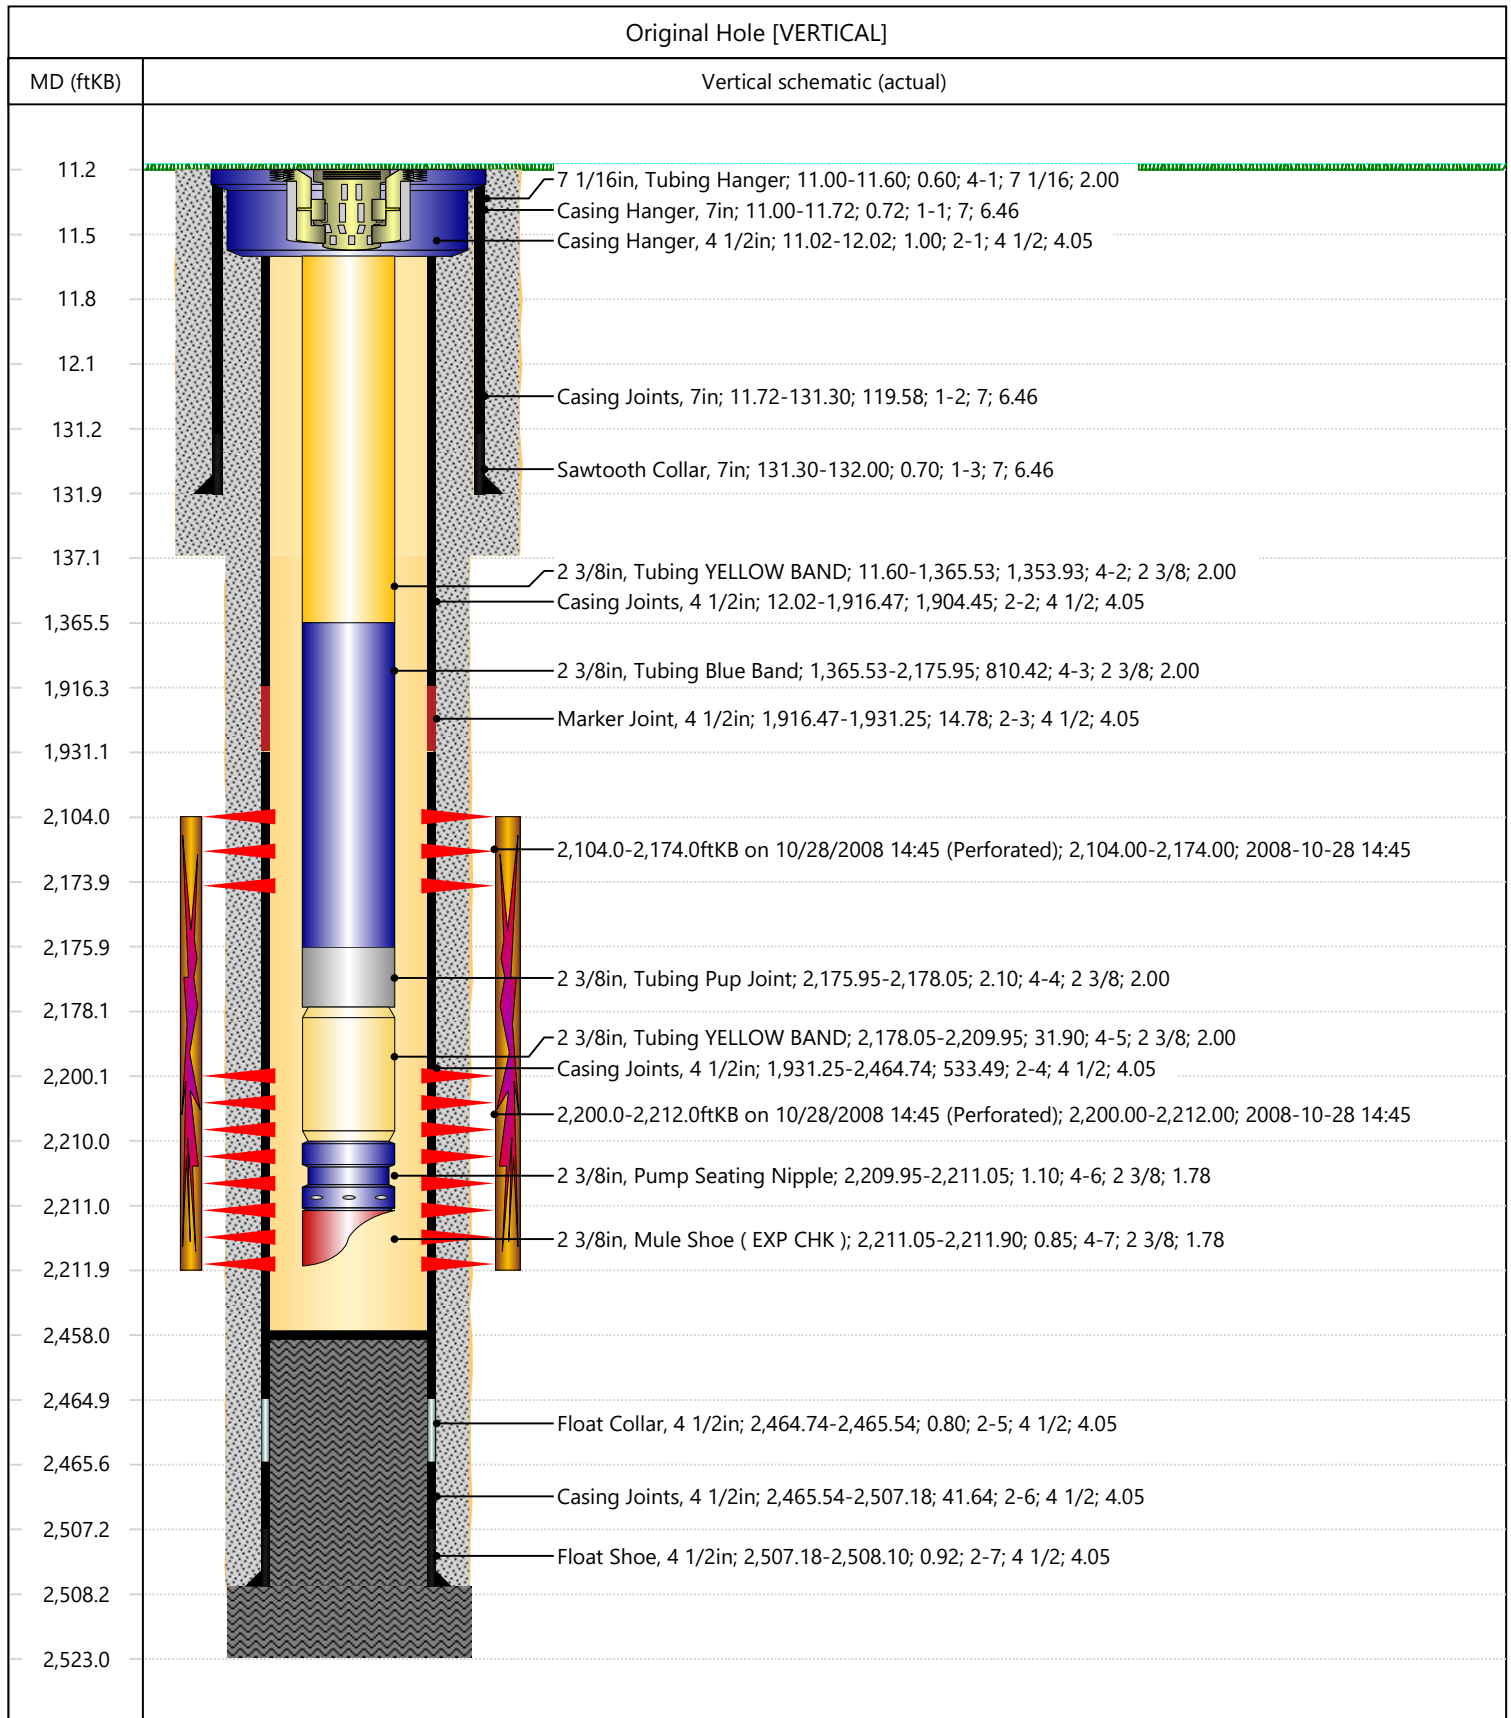 Original Hole [VERTICAL]
MD (ftKB)
Vertical schematic (actual)
11.2
7 1/16in, Tubing Hanger; 11.00-11.60; 0.60; 4-1; 7 1/16; 2.00
Casing Hanger, 7in; 11.00-11.72; 0.72; 1-1; 7; 6.46
11.5
Casing Hanger, 4 1/2in; 11.02-12.02; 1.00; 2-1; 4 1/2; 4.05
11.8
12.1
Casing Joints, 7in; 11.72-131.30; 119.58; 1-2; 7; 6.46
131.2
Sawtooth Collar, 7in; 131.30-132.00; 0.70; 1-3; 7; 6.46
131.9
137.1
2 3/8in, Tubing YELLOW BAND; 11.60-1,365.53; 1,353.93; 4-2; 2 3/8; 2.00
Casing Joints, 4 1/2in; 12.02-1,916.47; 1,904.45; 2-2; 4 1/2; 4.05
1,365.5
2 3/8in, Tubing Blue Band; 1,365.53-2,175.95; 810.42; 4-3; 2 3/8; 2.00
1,916.3
Marker Joint, 4 1/2in; 1,916.47-1,931.25; 14.78; 2-3; 4 1/2; 4.05
1,931.1
2,104.0
2,104.0-2,174.0ftKB on 10/28/2008 14:45 (Perforated); 2,104.00-2,174.00; 2008-10-28 14:45
2,173.9
2,175.9
2 3/8in, Tubing Pup Joint; 2,175.95-2,178.05; 2.10; 4-4; 2 3/8; 2.00
2,178.1
2 3/8in, Tubing YELLOW BAND; 2,178.05-2,209.95; 31.90; 4-5; 2 3/8; 2.00
Casing Joints, 4 1/2in; 1,931.25-2,464.74; 533.49; 2-4; 4 1/2; 4.05
2,200.1
2,200.0-2,212.0ftKB on 10/28/2008 14:45 (Perforated); 2,200.00-2,212.00; 2008-10-28 14:45
2,210.0
2 3/8in, Pump Seating Nipple; 2,209.95-2,211.05; 1.10; 4-6; 2 3/8; 1.78
2,211.0
2 3/8in, Mule Shoe ( EXP CHK ); 2,211.05-2,211.90; 0.85; 4-7; 2 3/8; 1.78
2,211.9
2,458.0
2,464.9
Float Collar, 4 1/2in; 2,464.74-2,465.54; 0.80; 2-5; 4 1/2; 4.05
2,465.6
Casing Joints, 4 1/2in; 2,465.54-2,507.18; 41.64; 2-6; 4 1/2; 4.05
2,507.2
Float Shoe, 4 1/2in; 2,507.18-2,508.10; 0.92; 2-7; 4 1/2; 4.05
2,508.2
2,523.0